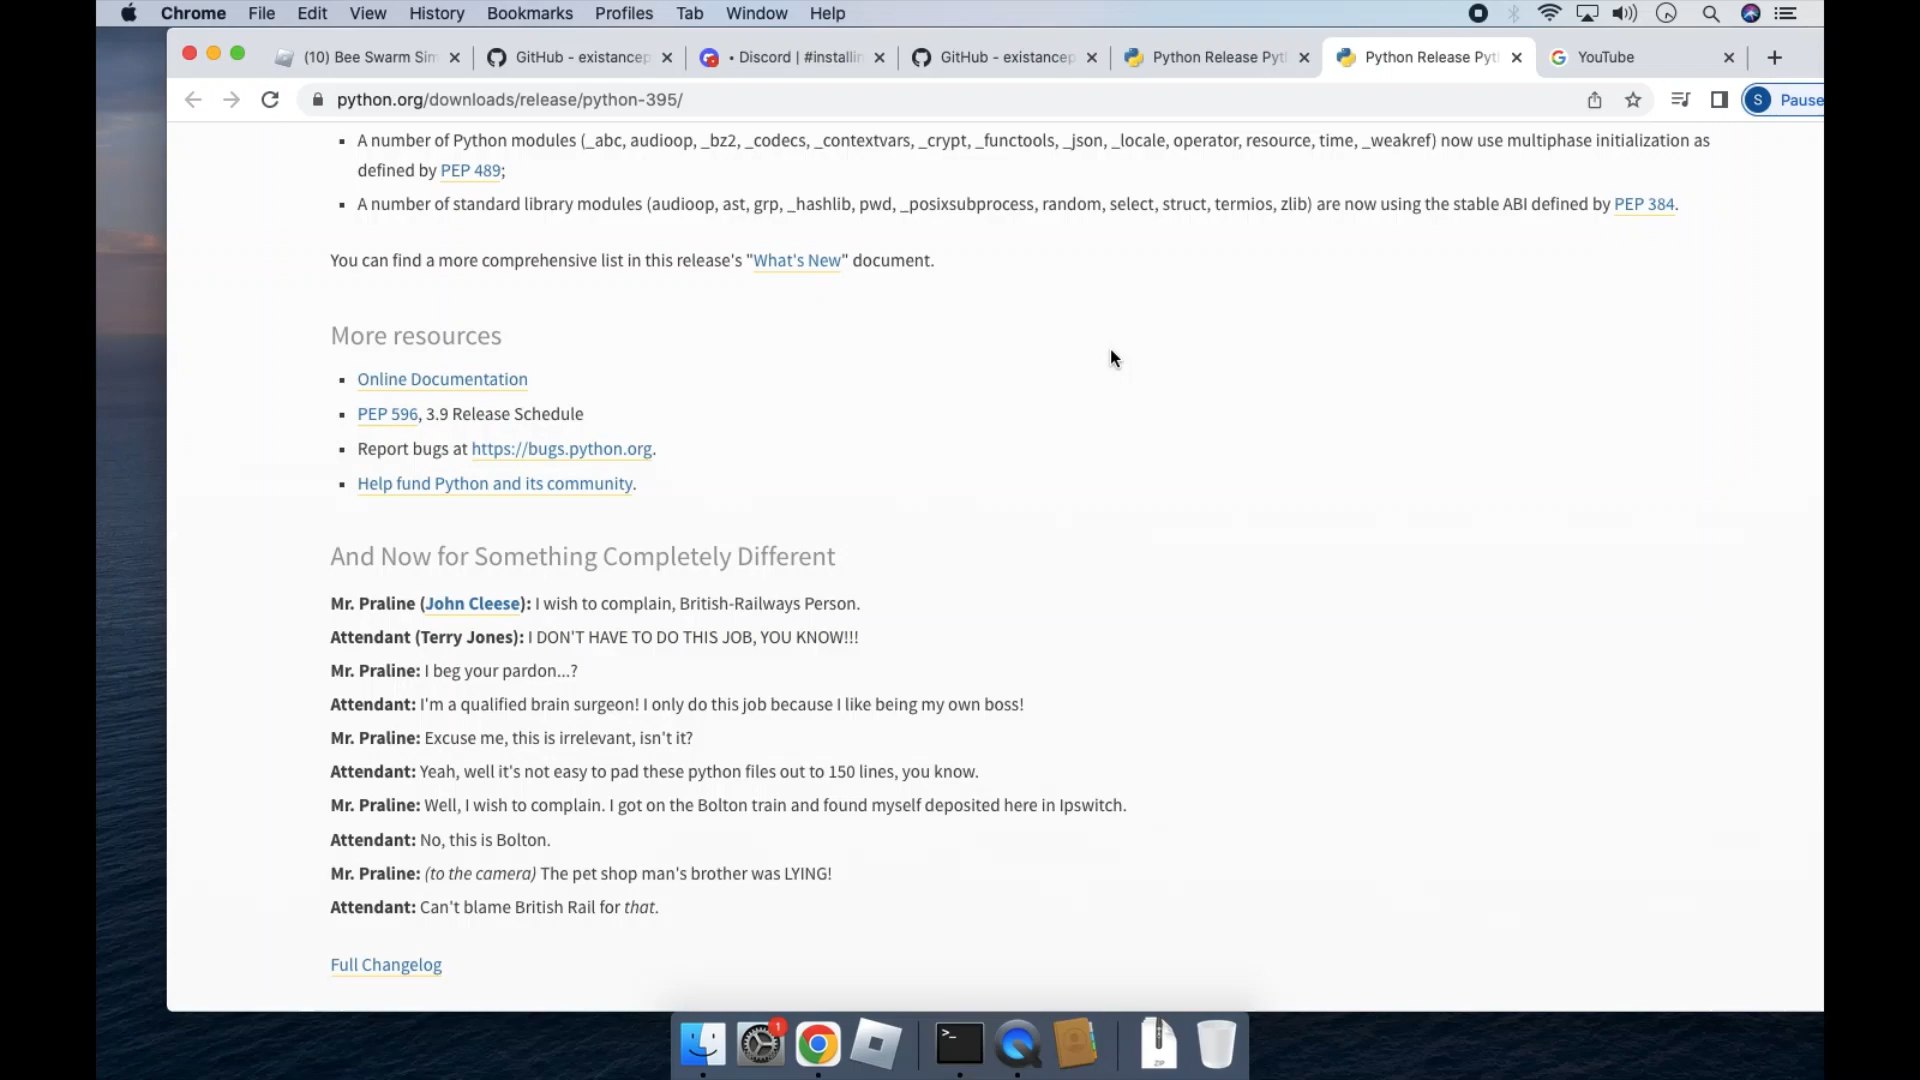 Chrome File Edit View History Bookmarks Profiles Tab Window Help
(10) Bee Swarm Sim
GitHub - existancep
• Discord | #installin
GitHub - existancep
Python Release Pyt
Python Release Pyt
YouTube
python.org/downloads/release/python-395/
S Pause
A number of Python modules (_abc, audioop, _bz2, _codecs, _contextvars, _crypt, _functools, _json, _locale, operator, resource, time, _weakref) now use multiphase initialization as
defined by PEP 489;
A number of standard library modules (audioop, ast, grp, _hashlib, pwd, _posixsubprocess, random, select, struct, termios, zlib) are now using the stable ABI defined by PEP 384.
You can find a more comprehensive list in this release's "What's New" document.
More resources
Online Documentation
PEP 596, 3.9 Release Schedule
Report bugs at https://bugs.python.org.
Help fund Python and its community.
And Now for Something Completely Different
Mr. Praline (John Cleese): I wish to complain, British-Railways Person.
Attendant (Terry Jones): I DON'T HAVE TO DO THIS JOB, YOU KNOW!!!
Mr. Praline: I beg your pardon...?
Attendant: I'm a qualified brain surgeon! I only do this job because I like being my own boss!
Mr. Praline: Excuse me, this is irrelevant, isn't it?
Attendant: Yeah, well it's not easy to pad these python files out to 150 lines, you know.
Mr. Praline: Well, I wish to complain. I got on the Bolton train and found myself deposited here in Ipswitch.
Attendant: No, this is Bolton.
Mr. Praline: (to the camera) The pet shop man's brother was LYING!
Attendant: Can't blame British Rail for that.
Full Changelog
1
>_
ZIP